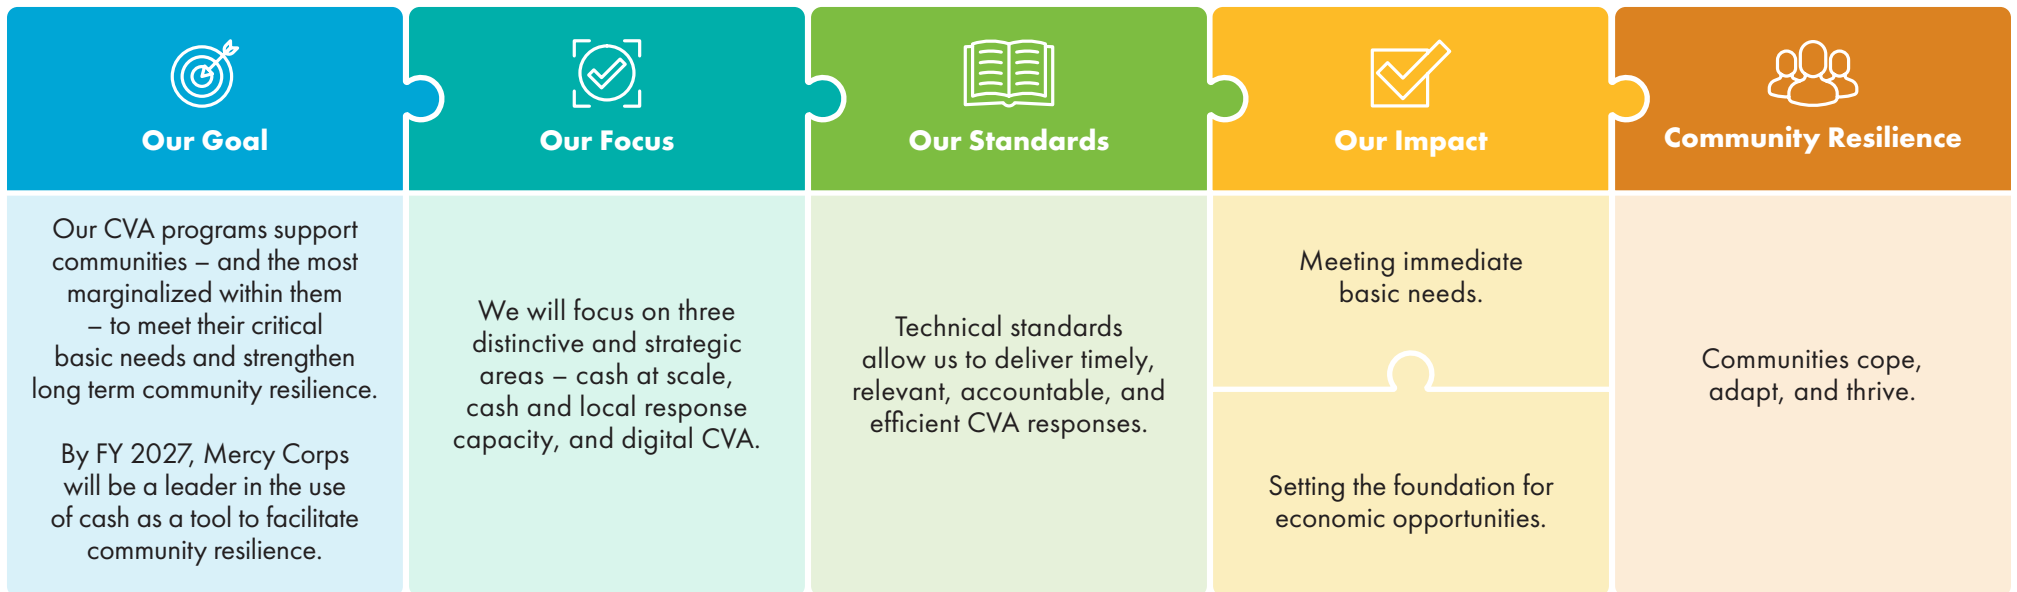 Our Goal
Our CVA programs support
communities – and the most
marginalized within them
– to meet their critical
basic needs and strengthen
long term community resilience.
By FY 2027, Mercy Corps
will be a leader in the use
of cash as a tool to facilitate
community resilience.
Our Focus
We will focus on three
distinctive and strategic
areas – cash at scale,
cash and local response
capacity, and digital CVA.
Our Standards
Technical standards
allow us to deliver timely,
relevant, accountable, and
efficient CVA responses.
Our Impact
Meeting immediate
basic needs.
Setting the foundation for
economic opportunities.
Community Resilience
Communities cope,
adapt, and thrive.